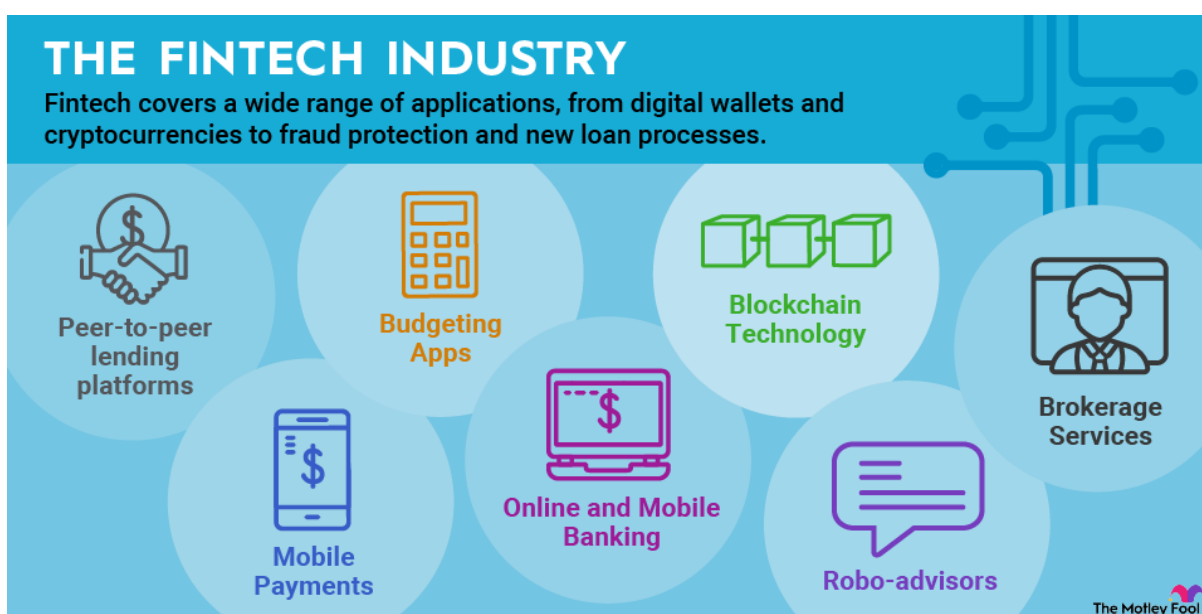 THE FINTECH INDUSTRY
Fintech covers a wide range of applications, from digital wallets and
cryptocurrencies to fraud protection and new loan processes.
Peer-to-peer
lending
platforms
Budgeting
Apps
Blockchain
Technology
Brokerage
Services
Mobile
Payments
Online and Mobile
Banking
Robo-advisors
The Motley Fool